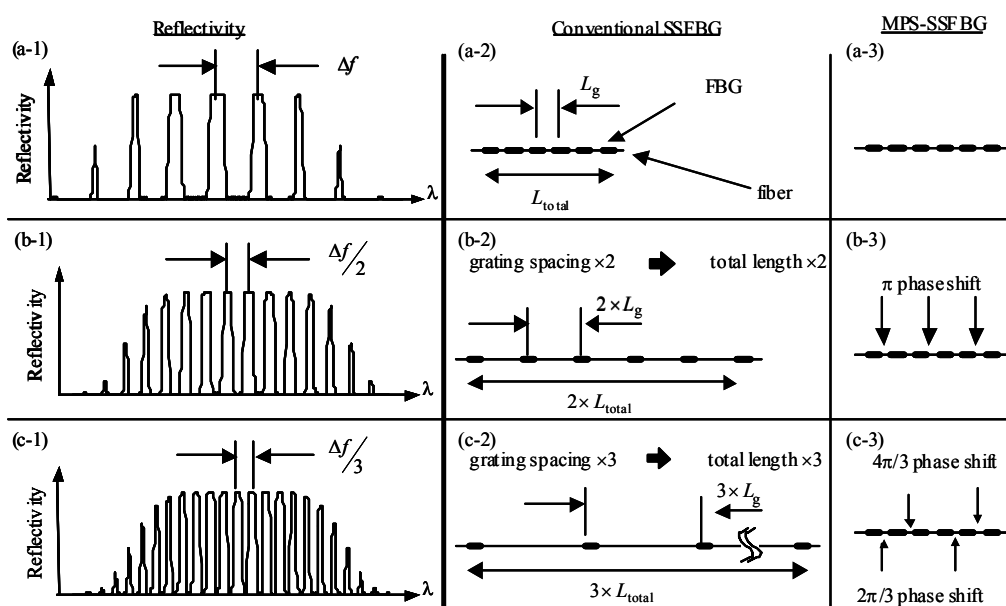 Reflectivity
Conventional SSFBG
MPS-SSFBG
(a-1)
Δf
Reflectivity
λ
(a-2)
Lg
FBG
Ltotal
fiber
(a-3)
(b-1)
Δf/2
Reflectivity
λ
(b-2)
grating spacing ×2
total length ×2
2 × Lg
2 × Ltotal
(b-3)
π phase shift
(c-1)
Δf/3
Reflectivity
λ
(c-2)
grating spacing ×3
total length ×3
3 × Lg
3 × Ltotal
(c-3)
4π/3 phase shift
2π/3 phase shift